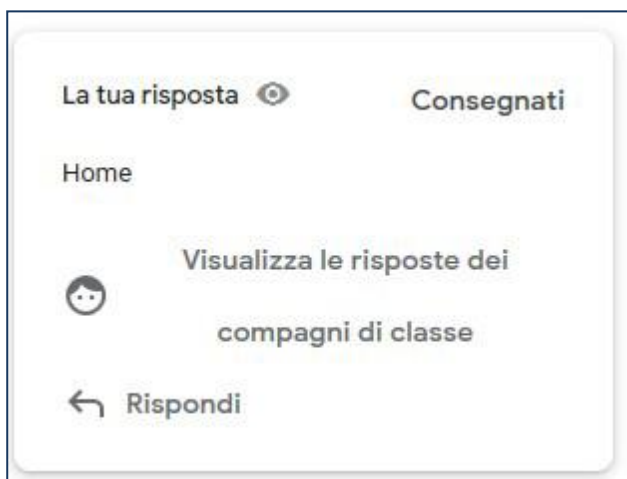 La tua risposta Consegnati
Home
Visualizza le risposte dei
compagni di classe
Rispondi